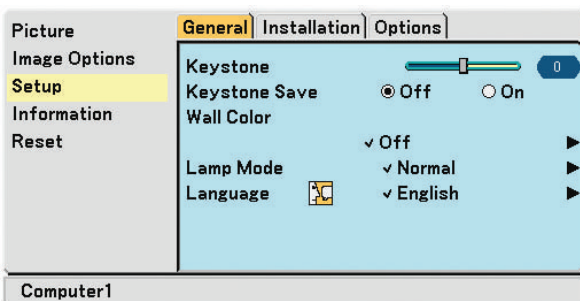 Picture
Image Options
Setup
Information
Reset
General Installation Options
Keystone 0
Keystone Save Off On
Wall Color
✓ Off
Lamp Mode ✓ Normal
Language ✓ English
Computer1